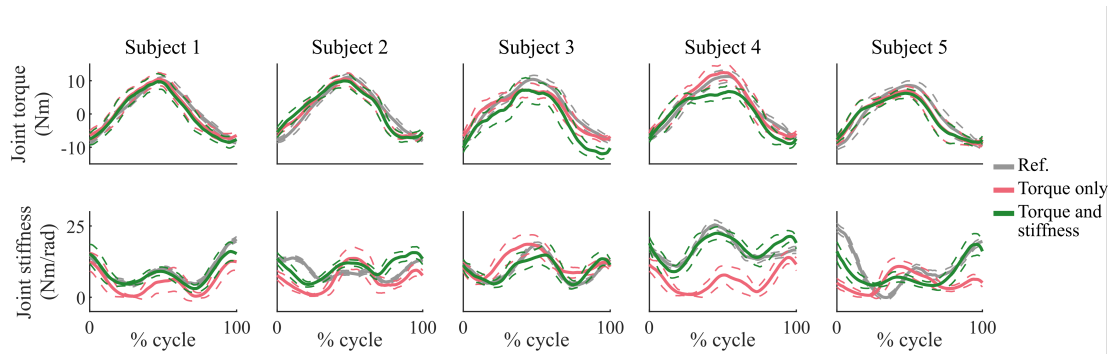 Subject 1
Subject 2
Subject 3
Subject 4
Subject 5
Joint torque
(Nm)
10
0
-10
Ref.
Torque only
Torque and
stiffness
Joint stiffness
(Nm/rad)
25
0
0
100
% cycle
0
100
% cycle
0
100
% cycle
0
100
% cycle
0
100
% cycle